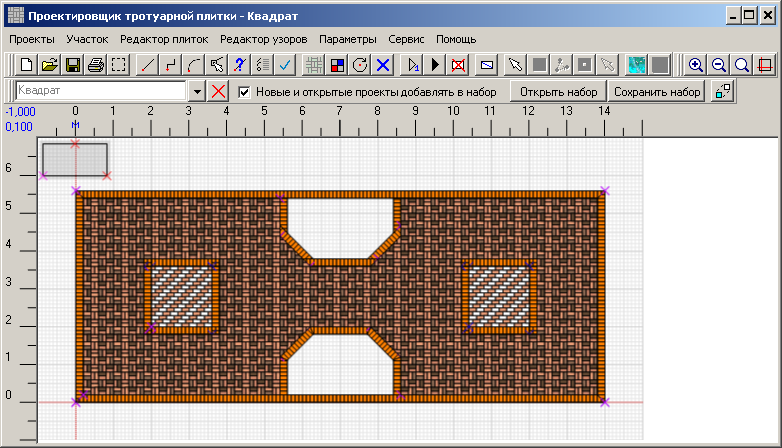 Проектировщик тротуарной плитки - Квадрат
Проекты Участок Редактор плиток Редактор узоров Параметры Сервис Помощь
Квадрат Новые и открытые проекты добавлять в набор Открыть набор Сохранить набор
-1,000 0 1 2 3 4 5 6 7 8 9 10 11 12 13 14
0,100 м
6
5
4
3
2
1
0